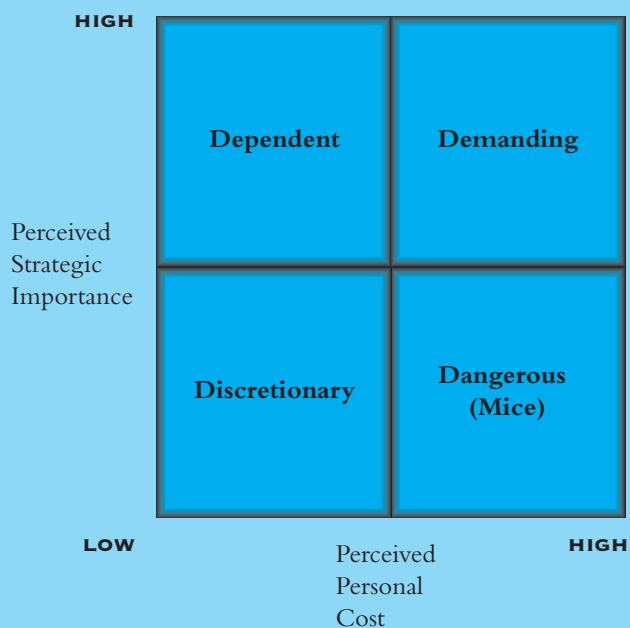 HIGH
Dependent
Demanding
Perceived
Strategic
Importance
Discretionary
Dangerous
(Mice)
LOW
Perceived
Personal
Cost
HIGH